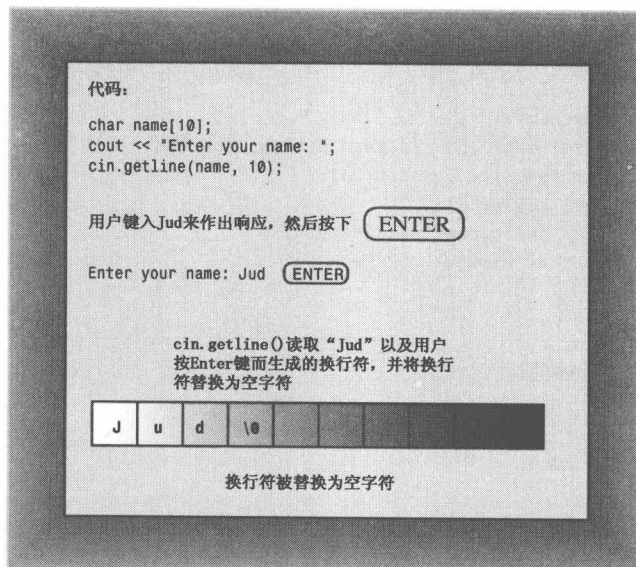 代码：
char name[10];
cout << "Enter your name: ";
cin.getline(name, 10);
用户键入Jud来作出响应，然后按下 ENTER
Enter your name: Jud ENTER
cin.getline()读取“Jud”以及用户
按Enter键而生成的换行符，并将换行
符替换为空字符
J u d \0
换行符被替换为空字符